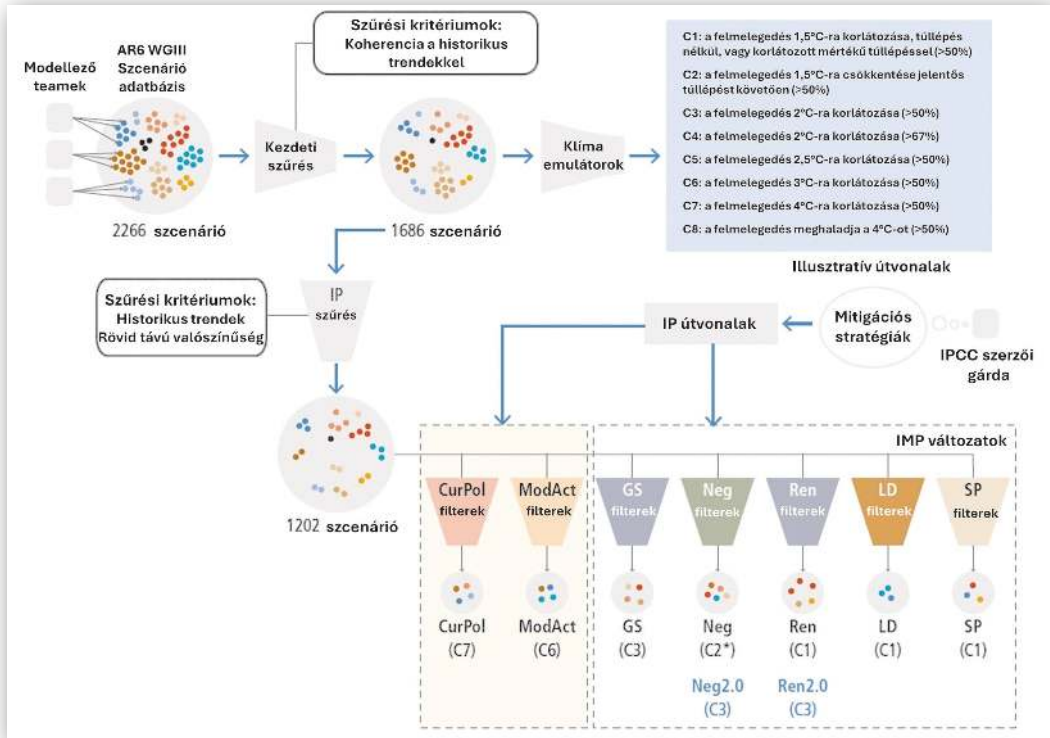 Modellező
teamek
AR6 WGIII
Szcenárió
adatbázis
2266 szcenárió
Szűrési kritériumok:
Koherencia a historikus
trendekkel
Kezdeti
szűrés
1686 szcenárió
Klíma
emulátorok
C1: a felmelegedés 1,5°C-ra korlátozása, túllépés
nélkül, vagy korlátozott mértékű túllépéssel (>50%)
C2: a felmelegedés 1,5°C-ra csökkentése jelentős
túllépést követően (>50%)
C3: a felmelegedés 2°C-ra korlátozása (>50%)
C4: a felmelegedés 2°C-ra korlátozása (>67%)
C5: a felmelegedés 2,5°C-ra korlátozása (>50%)
C6: a felmelegedés 3°C-ra korlátozása (>50%)
C7: a felmelegedés 4°C-ra korlátozása (>50%)
C8: a felmelegedés meghaladja a 4°C-ot (>50%)
Illusztratív útvonalak
Szűrési kritériumok:
Historikus trendek
Rövid távú valószínűség
IP
szűrés
1202 szcenárió
IP útvonalak
Mitigációs
stratégiák
IPCC szerzői
gárda
IMP változatok
CurPol
filterek
ModAct
filterek
GS
filterek
Neg
filterek
Ren
filterek
LD
filterek
SP
filterek
CurPol
(C7)
ModAct
(C6)
GS
(C3)
Neg
(C2*)
Ren
(C1)
LD
(C1)
SP
(C1)
Neg2.0
(C3)
Ren2.0
(C3)